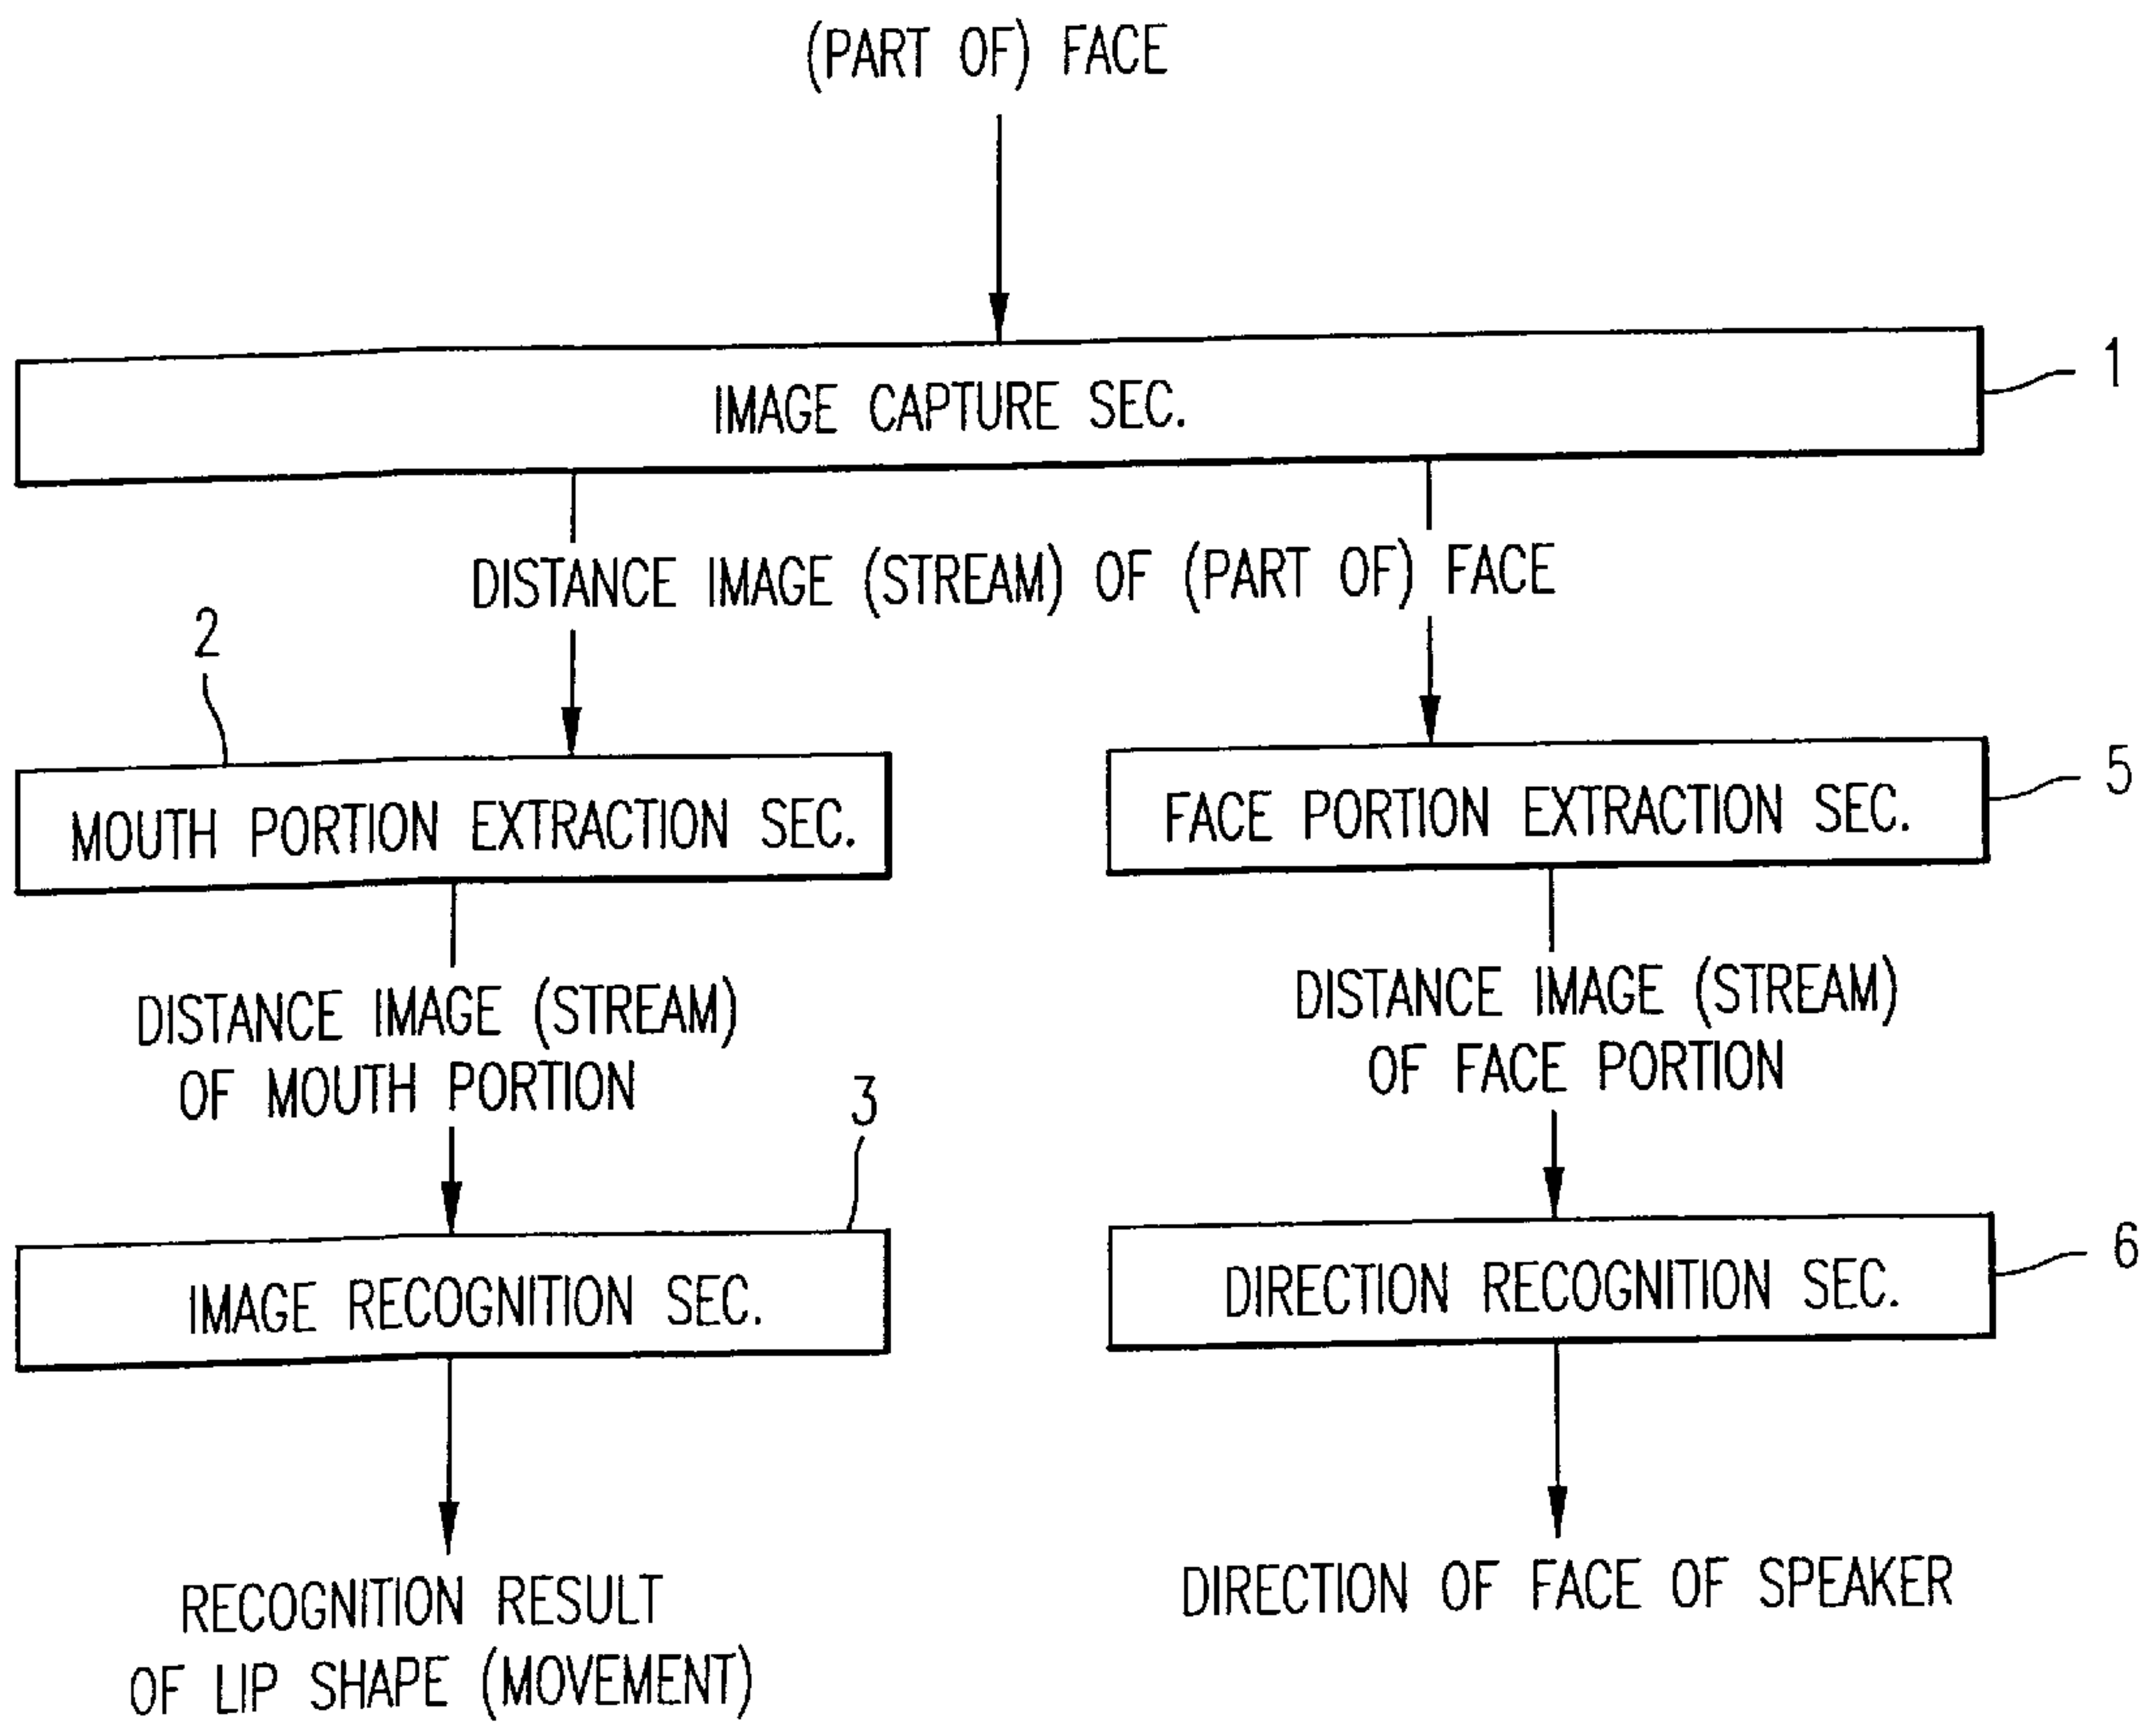 (PART OF) FACE
IMAGE CAPTURE SEC.
1
DISTANCE IMAGE (STREAM) OF (PART OF) FACE
2
MOUTH PORTION EXTRACTION SEC.
FACE PORTION EXTRACTION SEC.
5
DISTANCE IMAGE (STREAM)
OF MOUTH PORTION
DISTANCE IMAGE (STREAM)
OF FACE PORTION
3
IMAGE RECOGNITION SEC.
DIRECTION RECOGNITION SEC.
6
RECOGNITION RESULT
OF LIP SHAPE (MOVEMENT)
DIRECTION OF FACE OF SPEAKER